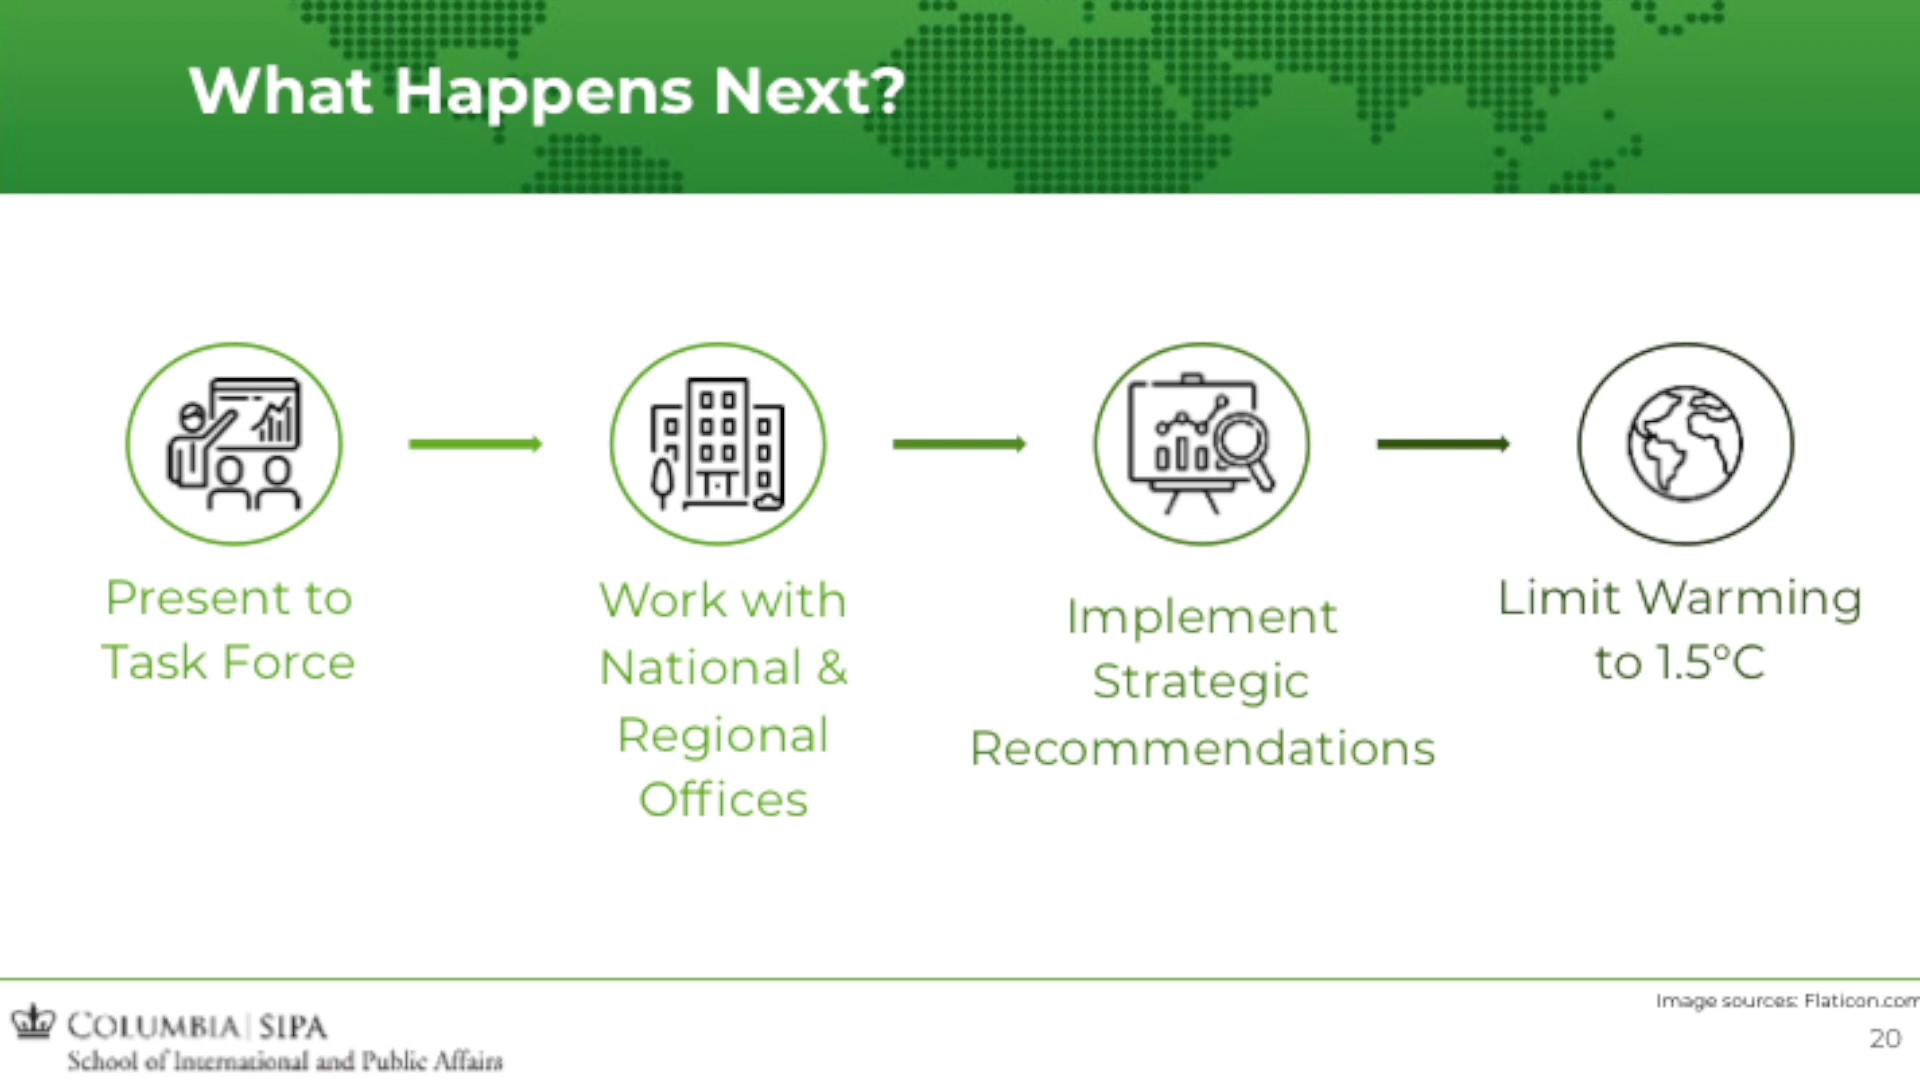 What Happens Next?
Present to
Task Force
Work with
National &
Regional
Offices
Implement
Strategic
Recommendations
Limit Warming
to 1.5°C
Image sources: Flaticon.com
COLUMBIA | SIPA
School of International and Public Affairs
20